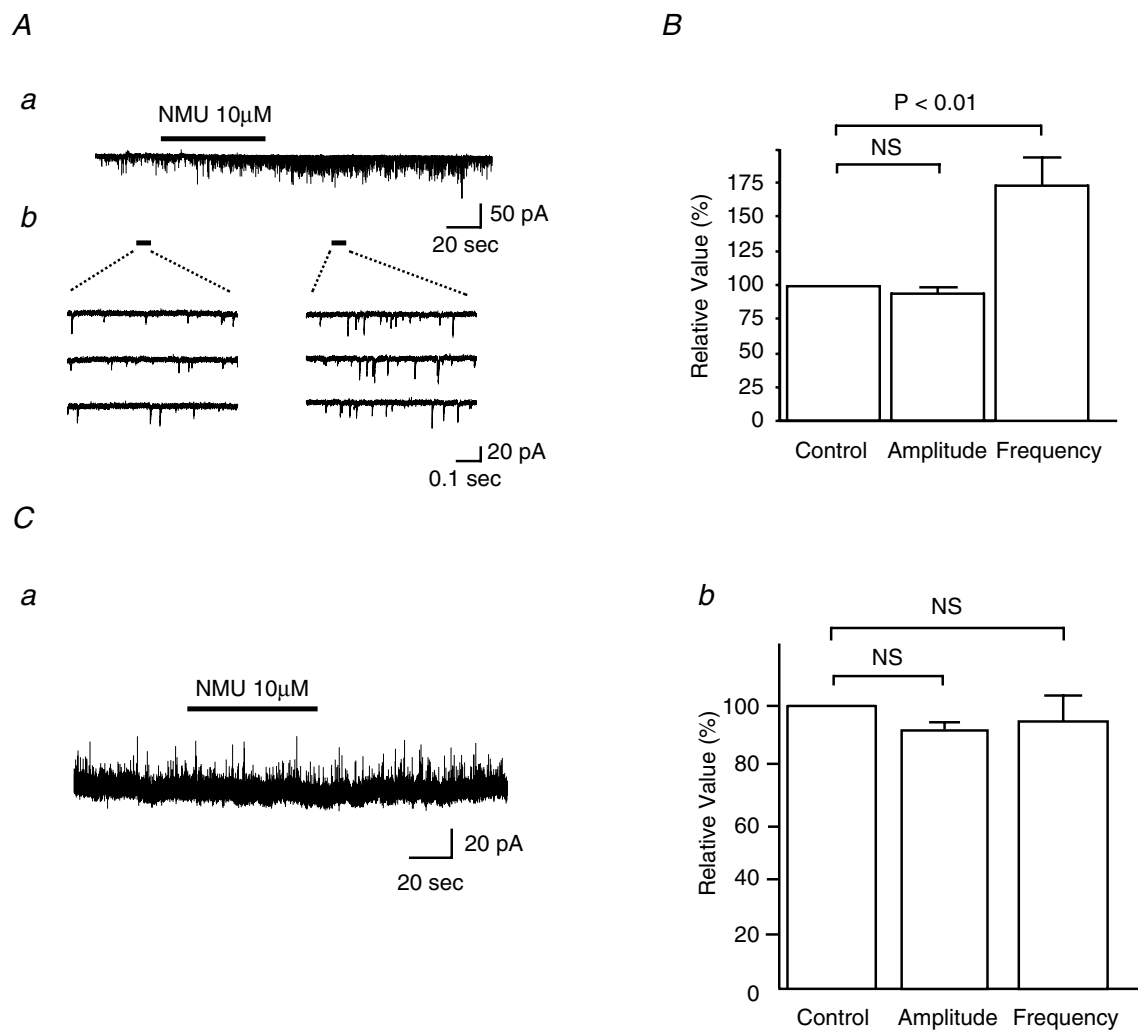 A
a
NMU 10μM
50 pA
20 sec
b
20 pA
0.1 sec
B
P < 0.01
NS
Relative Value (%)
175
150
125
100
75
50
25
0
Control Amplitude Frequency
C
a
NMU 10μM
20 pA
20 sec
b
NS
NS
Relative Value (%)
100
80
60
40
20
0
Control Amplitude Frequency